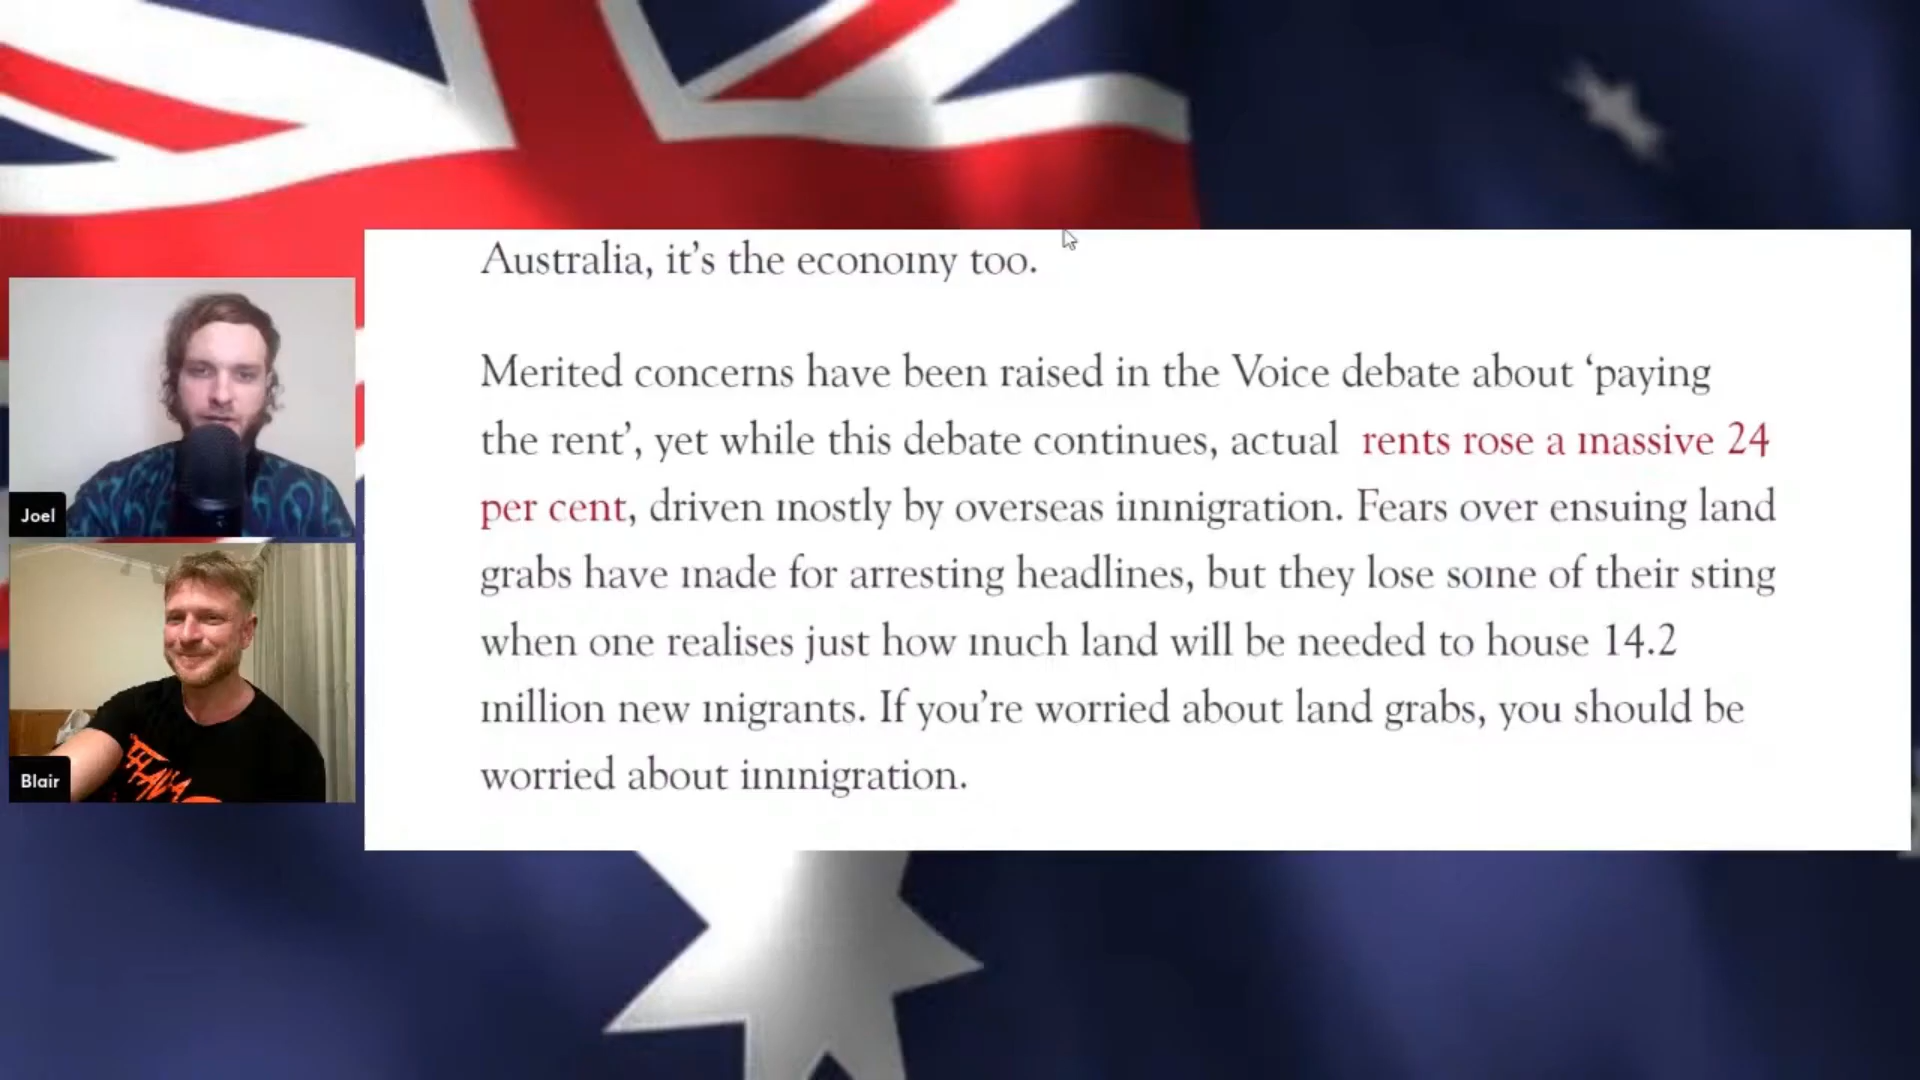 Australia, it's the economy too.
Merited concerns have been raised in the Voice debate about ‘paying
the rent’, yet while this debate continues, actual rents rose a massive 24
per cent, driven mostly by overseas immigration. Fears over ensuing land
grabs have made for arresting headlines, but they lose some of their sting
when one realises just how much land will be needed to house 14.2
million new migrants. If you’re worried about land grabs, you should be
worried about immigration.
Joel
Blair